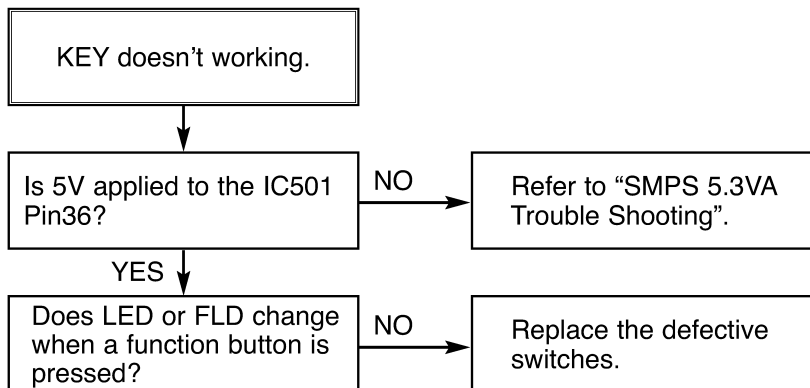 KEY doesn't working.
Is 5V applied to the IC501
Pin36?
NO
Refer to “SMPS 5.3VA
Trouble Shooting”.
YES
Does LED or FLD change
when a function button is
pressed?
NO
Replace the defective
switches.